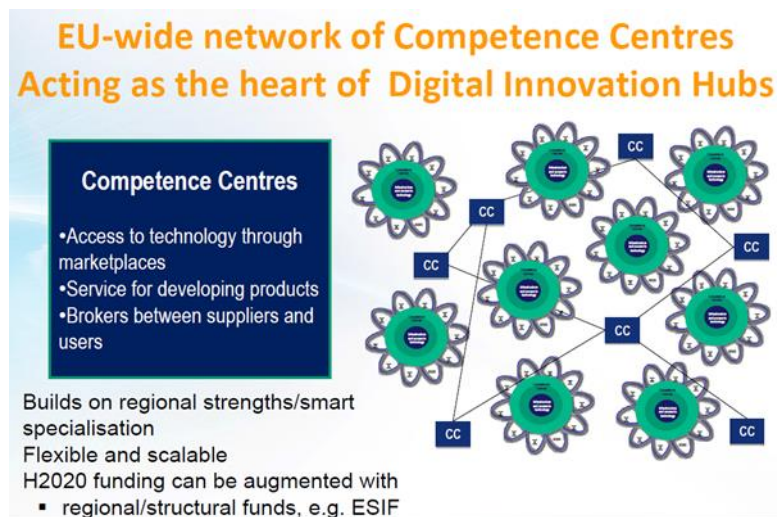 EU-wide network of Competence Centres
Acting as the heart of Digital Innovation Hubs
Competence Centres
•Access to technology through
marketplaces
•Service for developing products
•Brokers between suppliers and
users
Builds on regional strengths/smart
specialisation
Flexible and scalable
H2020 funding can be augmented with
▪ regional/structural funds, e.g. ESIF
CC
CC
CC
CC
CC
CC
CC